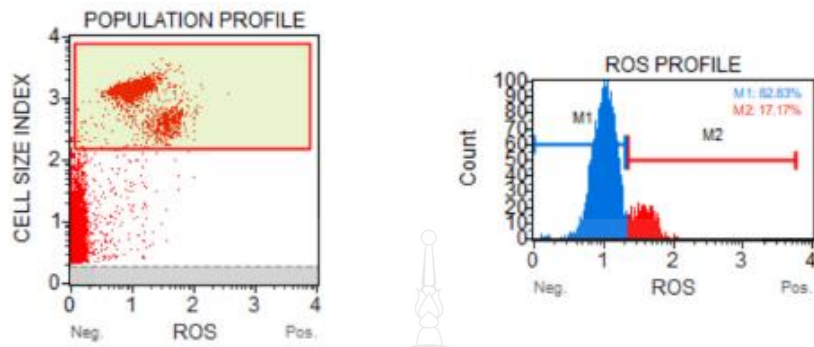 POPULATION PROFILE
4
3
2
1
0
CELL SIZE INDEX
0
1
2
3
4
Neg.
ROS
Pos.
ROS PROFILE
M1: 82.83%
M2: 17.17%
M1
M2
100
90
80
70
60
50
40
30
20
10
0
Count
0
1
2
3
4
Neg.
ROS
Pos.